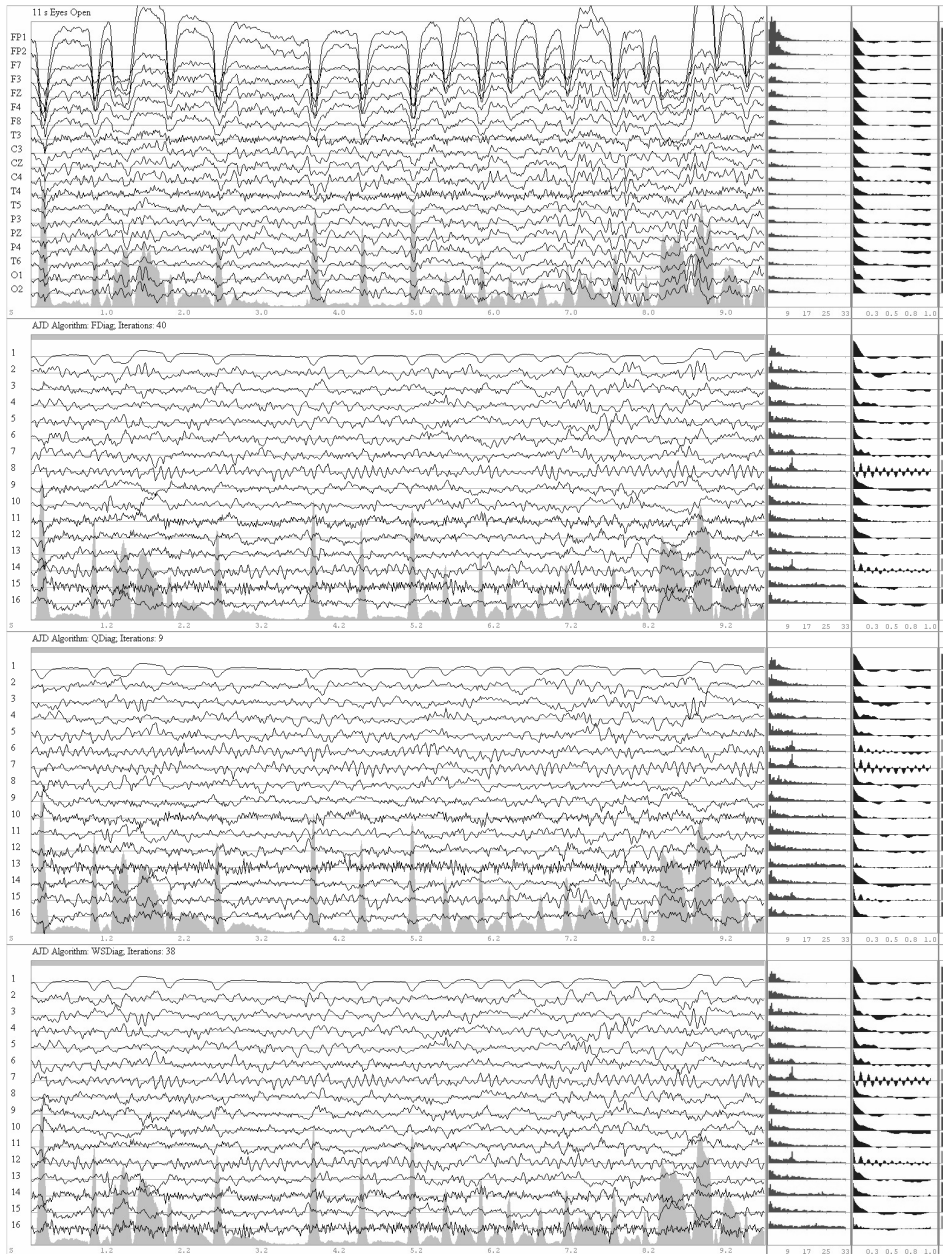 11 s Eyes Open
FP1
FP2
F7
F3
FZ
F4
F8
T3
C3
CZ
C4
T4
T5
P3
PZ
P4
T6
O1
O2
S 1.2 2.2 3.2 4.2 5.2 6.2 7.2 8.2 9.2 9 17 25 33 0.3 0.5 0.8 1.0
AJD Algorithm: FDiag; Iterations: 40
1
2
3
4
5
6
7
8
9
10
11
12
13
14
15
16
S 1.2 2.2 3.2 4.2 5.2 6.2 7.2 8.2 9.2 9 17 25 33 0.3 0.5 0.8 1.0
AJD Algorithm: QDiag; Iterations: 9
1
2
3
4
5
6
7
8
9
10
11
12
13
14
15
16
S 1.2 2.2 3.2 4.2 5.2 6.2 7.2 8.2 9.2 9 17 25 33 0.3 0.5 0.8 1.0
AJD Algorithm: WSDiag; Iterations: 38
1
2
3
4
5
6
7
8
9
10
11
12
13
14
15
16
S 1.2 2.2 3.2 4.2 5.2 6.2 7.2 8.2 9.2 9 17 25 33 0.3 0.5 0.8 1.0